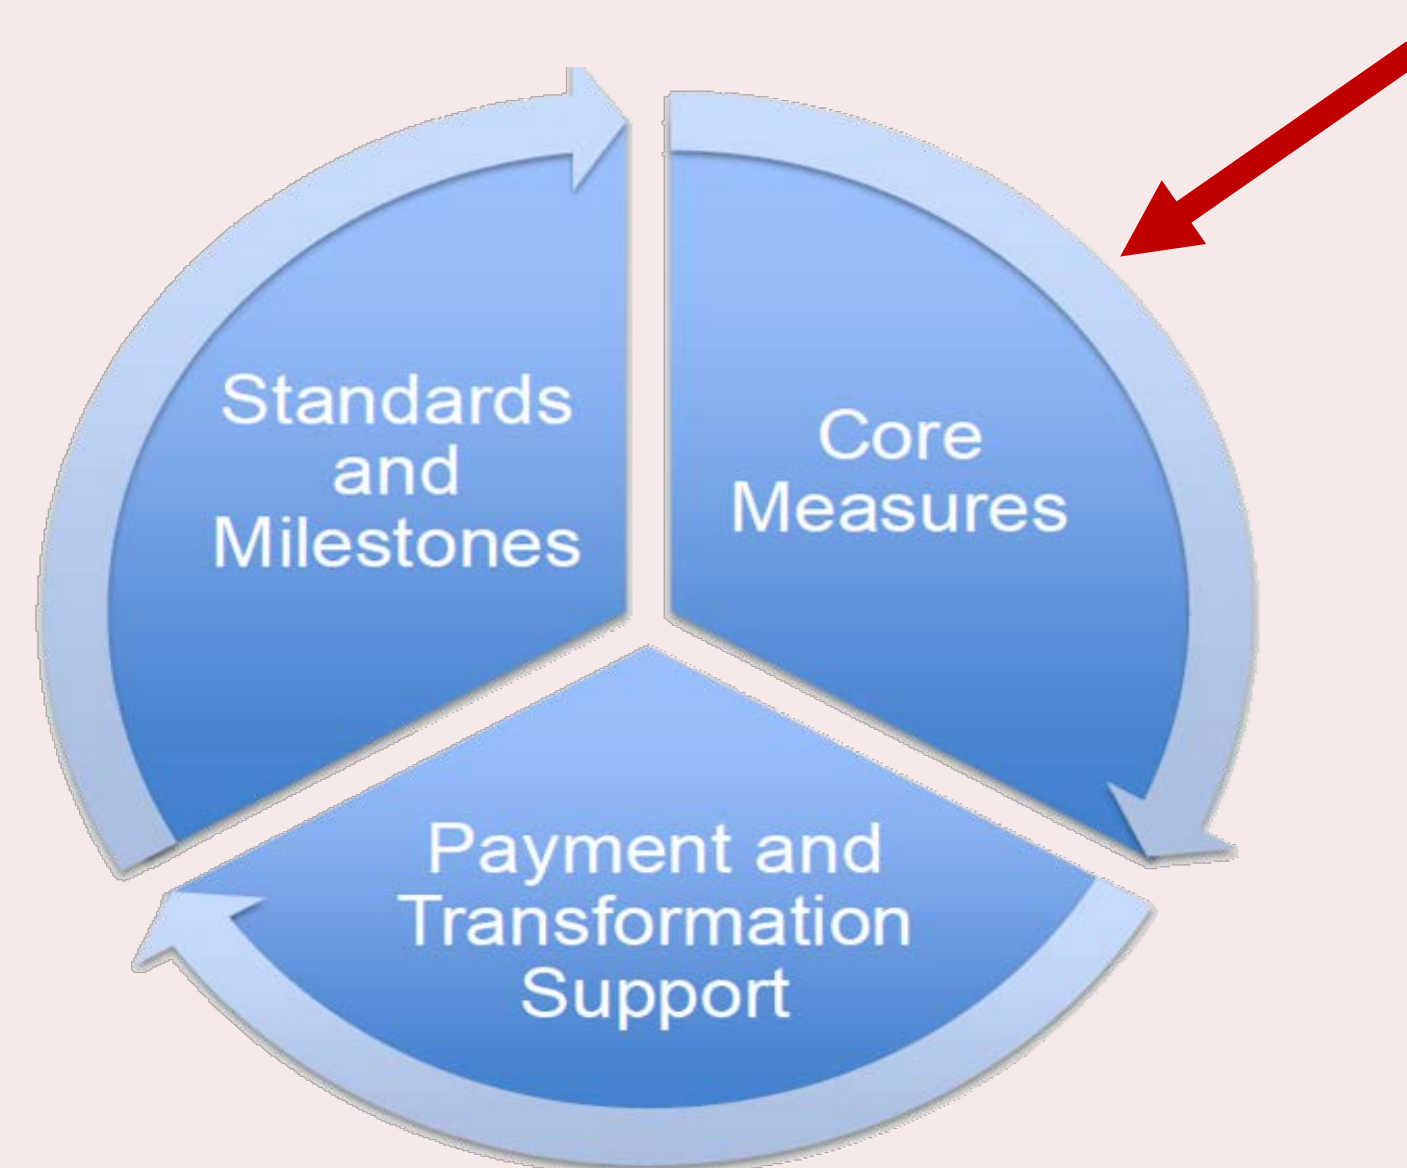 Standards
and
Milestones
Core
Measures
Payment and
Transformation
Support